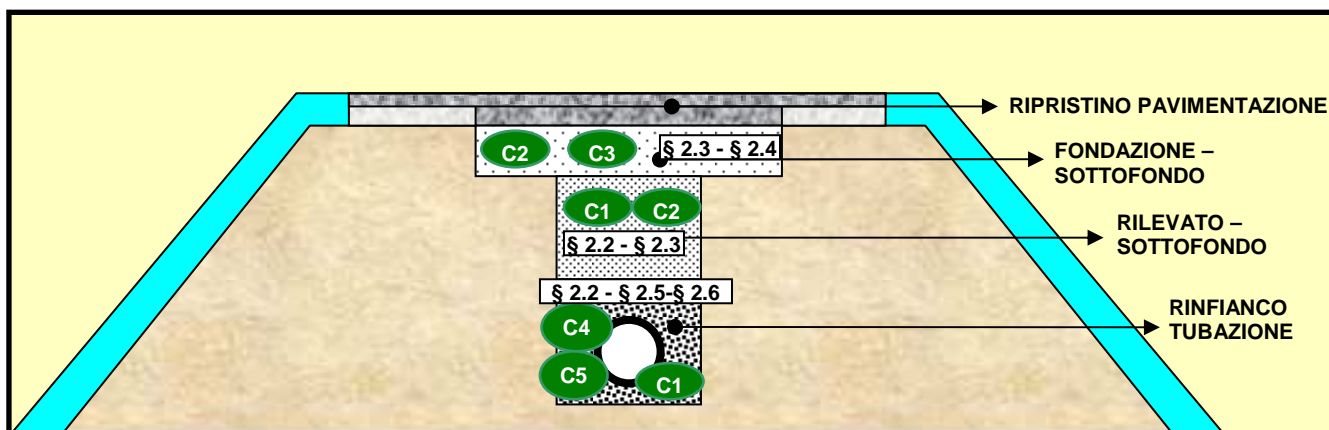 RIPRISTINO PAVIMENTAZIONE
C2 C3 § 2.3 - § 2.4
FONDAZIONE –
SOTTOFONDO
C1 C2
§ 2.2 - § 2.3
RILEVATO –
SOTTOFONDO
§ 2.2 - § 2.5-§ 2.6
C4
RINFIANCO
TUBAZIONE
C5 C1